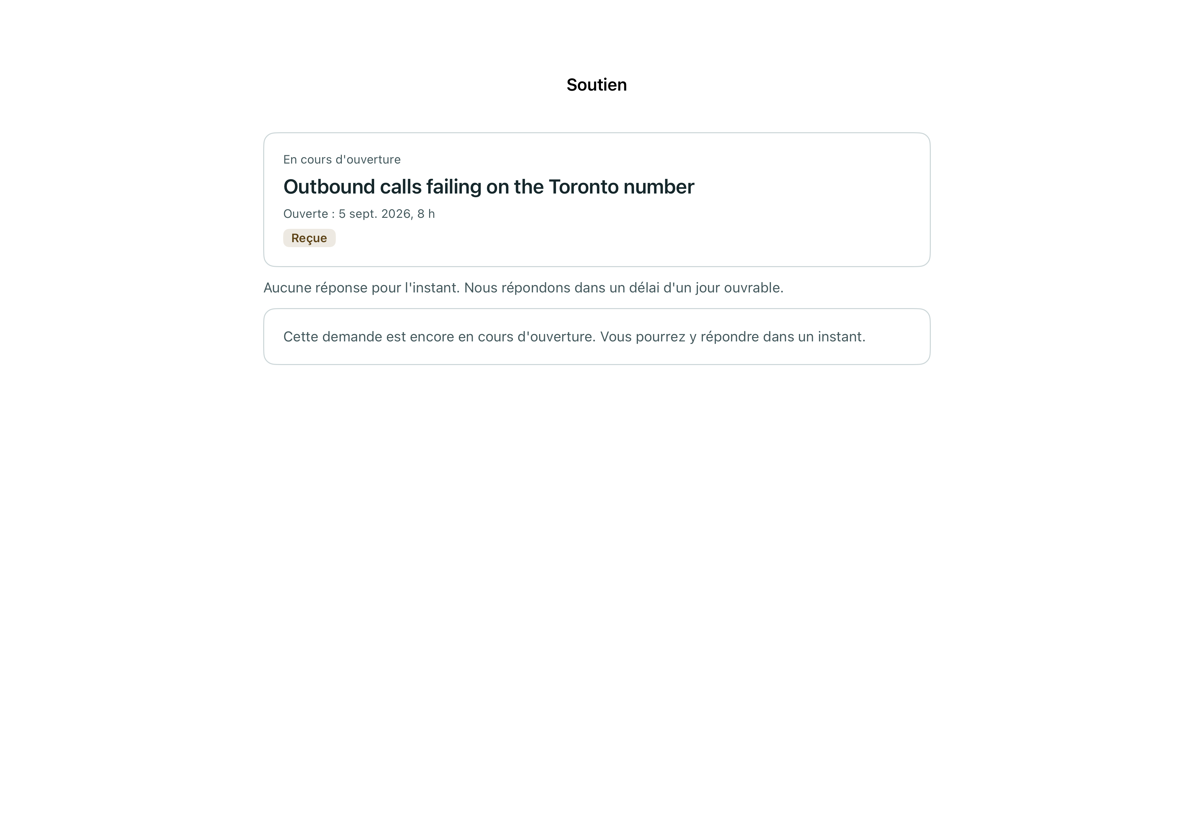 Soutien
En cours d'ouverture
Outbound calls failing on the Toronto number
Ouverte : 5 sept. 2026, 8 h
Reçue
Aucune réponse pour l'instant. Nous répondons dans un délai d'un jour ouvrable.
Cette demande est encore en cours d'ouverture. Vous pourrez y répondre dans un instant.